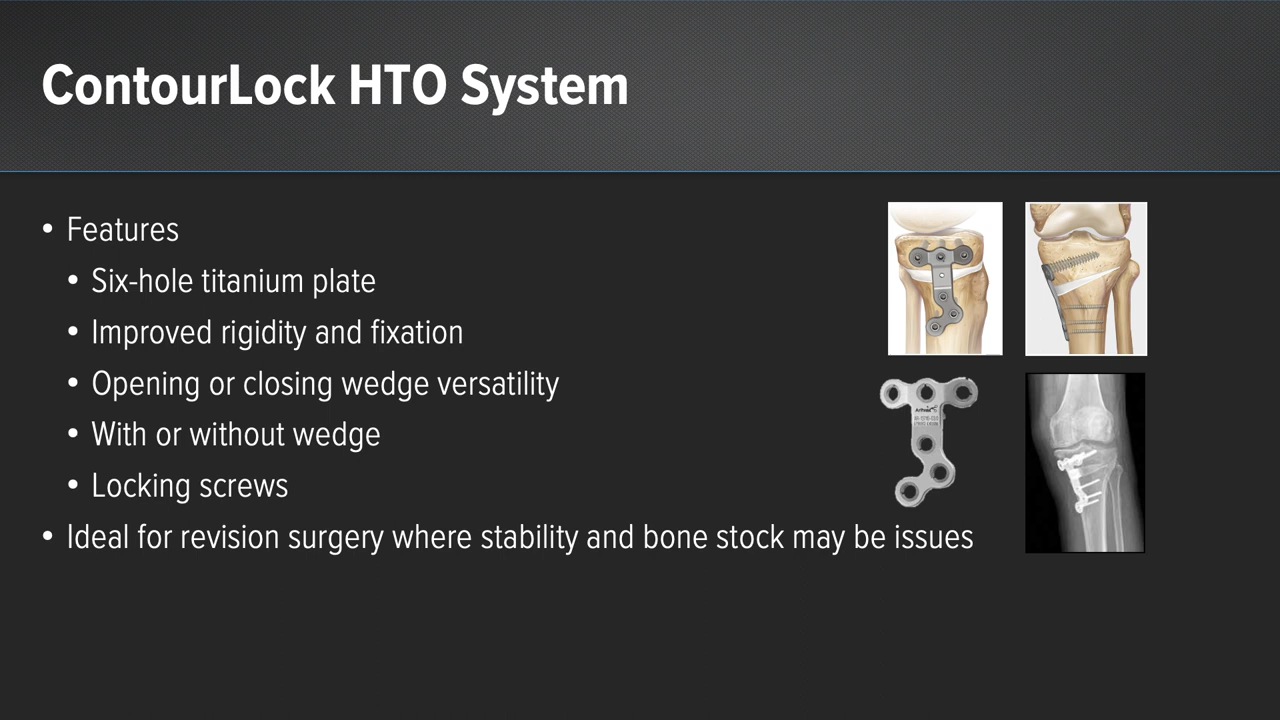 ContourLock HTO System
• Features
• Six-hole titanium plate
• Improved rigidity and fixation
• Opening or closing wedge versatility
• With or without wedge
• Locking screws
• Ideal for revision surgery where stability and bone stock may be issues
Arthrex